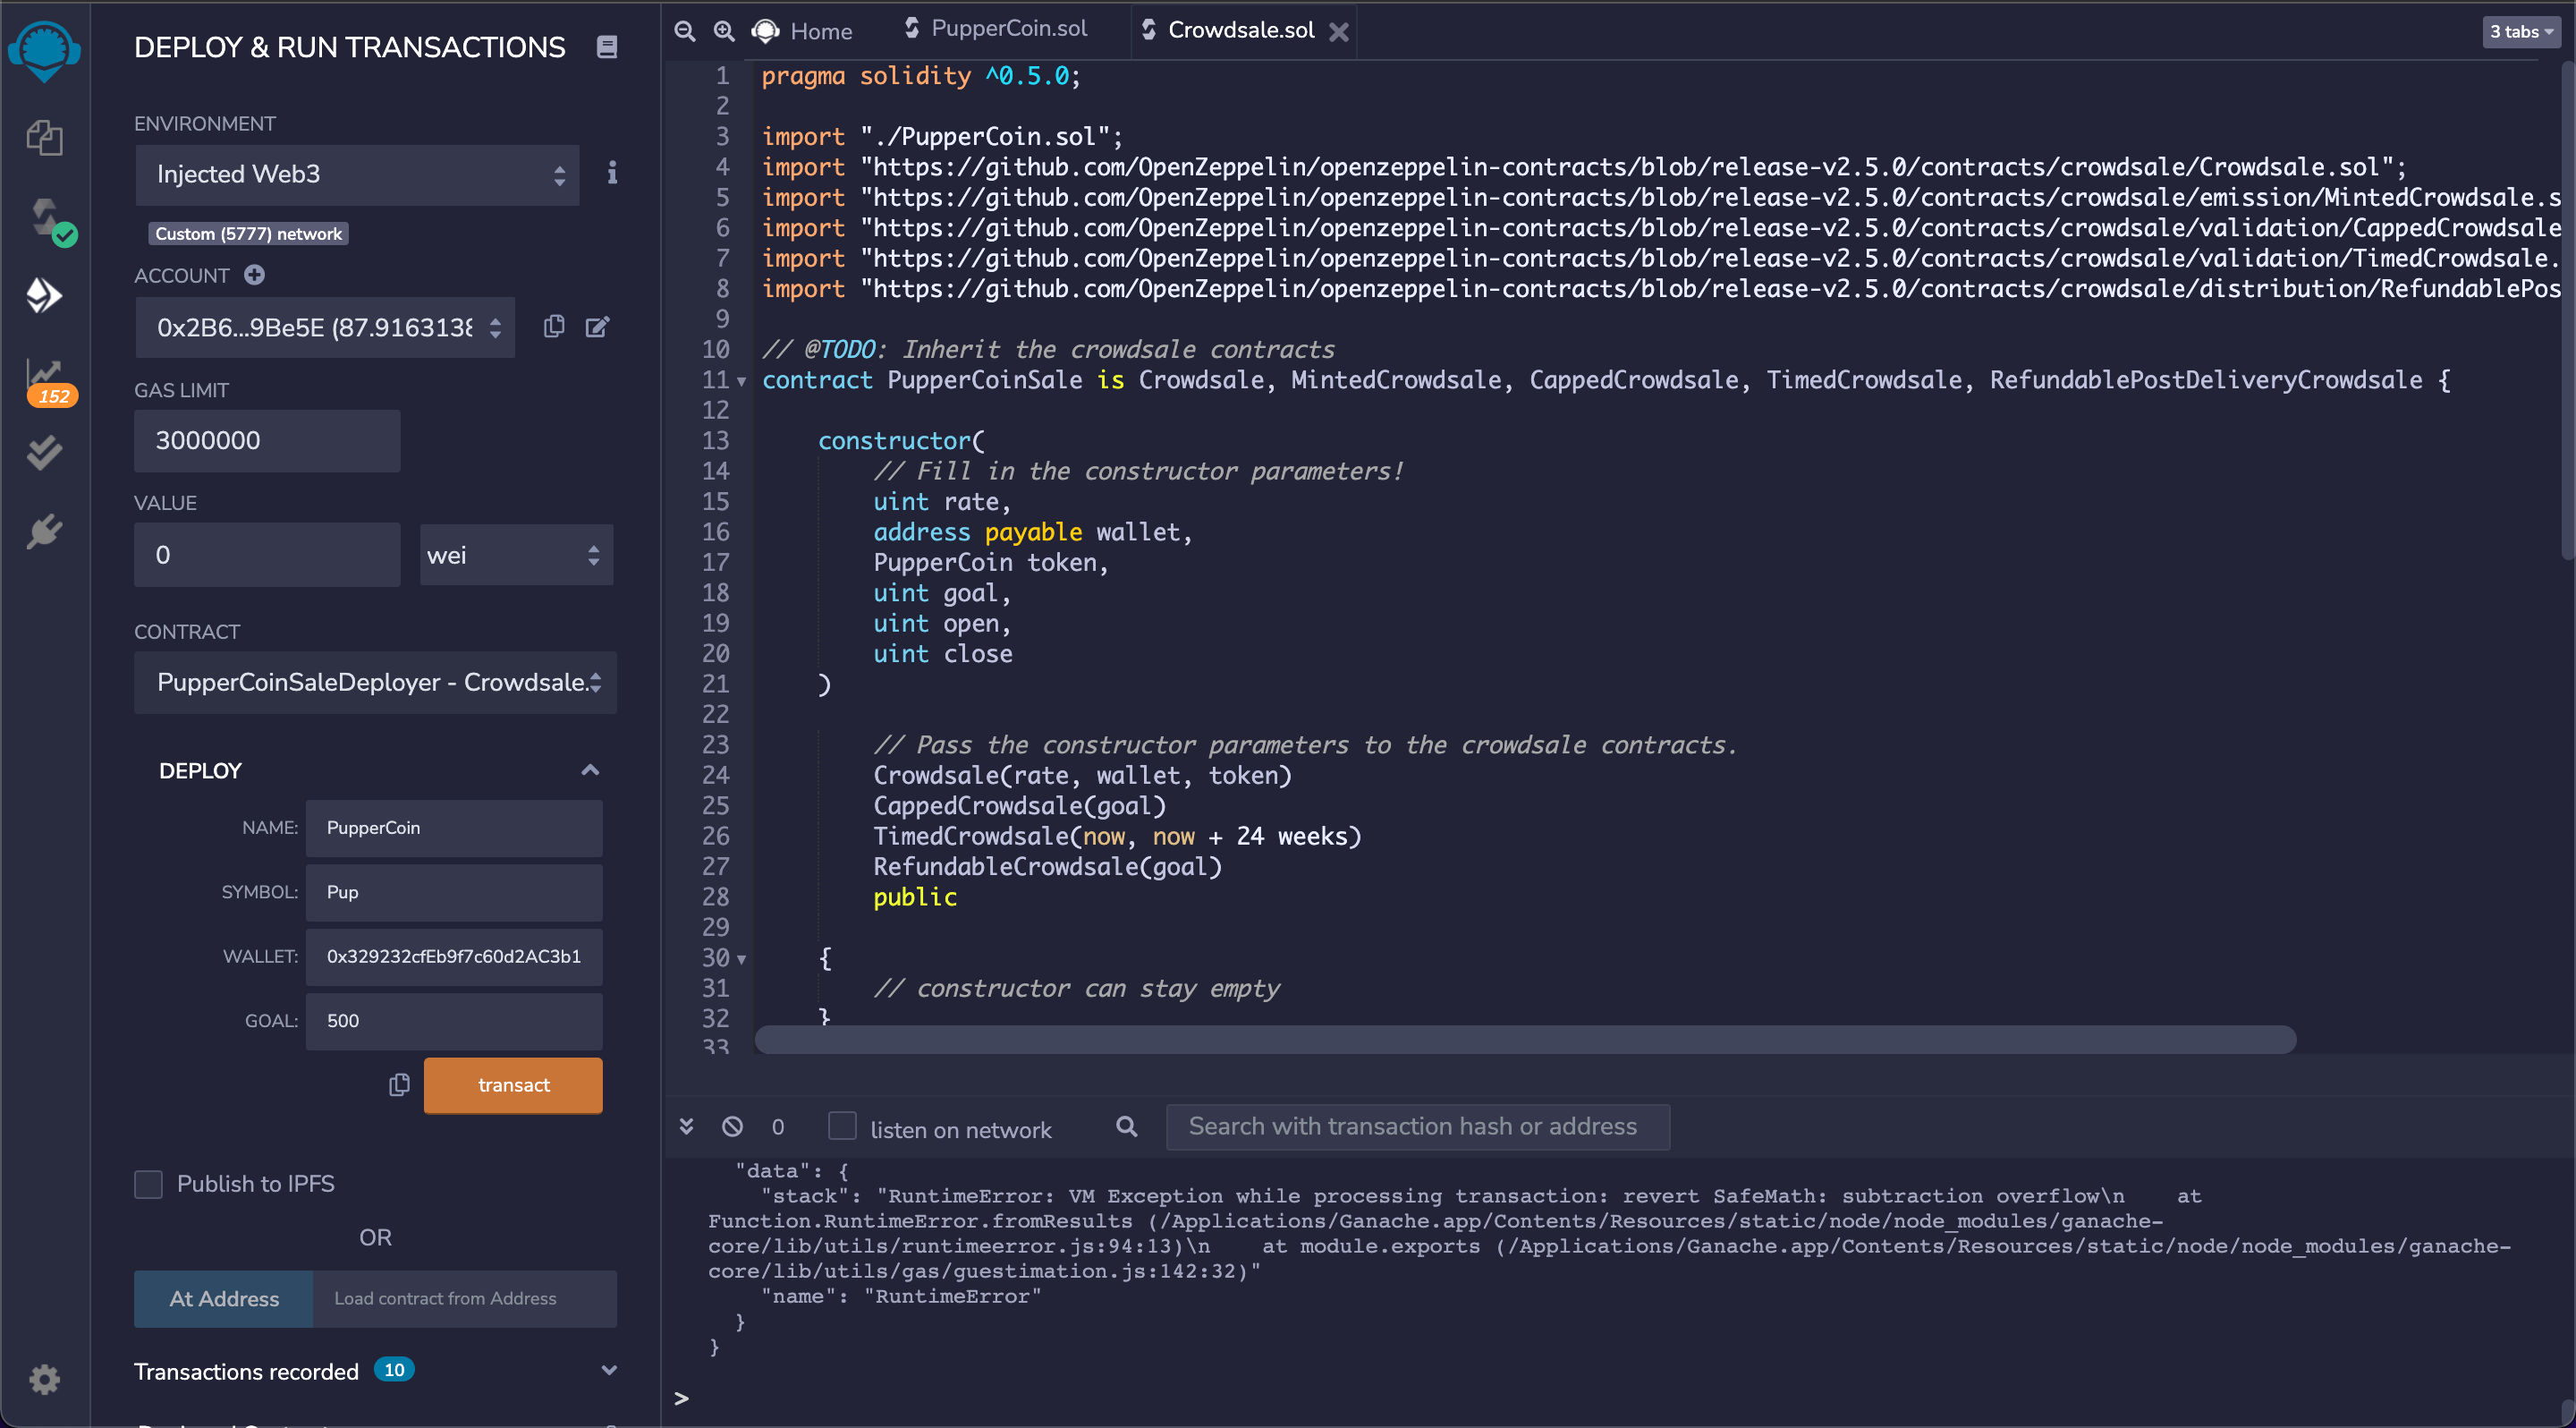 DEPLOY & RUN TRANSACTIONS
ENVIRONMENT
Injected Web3
Custom (5777) network
ACCOUNT
0x2B6...9Be5E (87.9163138
GAS LIMIT
3000000
VALUE
0
wei
CONTRACT
PupperCoinSaleDeployer - Crowdsale.
DEPLOY
NAME: PupperCoin
SYMBOL: Pup
WALLET: 0x329232cfEb9f7c60d2AC3b1
GOAL: 500
transact
Publish to IPFS
OR
At Address
Load contract from Address
Transactions recorded 10
152
Home
PupperCoin.sol
Crowdsale.sol
3 tabs
1 pragma solidity ^0.5.0;
2
3 import "./PupperCoin.sol";
4 import "https://github.com/OpenZeppelin/openzeppelin-contracts/blob/release-v2.5.0/contracts/crowdsale/Crowdsale.sol";
5 import "https://github.com/OpenZeppelin/openzeppelin-contracts/blob/release-v2.5.0/contracts/crowdsale/emission/MintedCrowdsale.s
6 import "https://github.com/OpenZeppelin/openzeppelin-contracts/blob/release-v2.5.0/contracts/crowdsale/validation/CappedCrowdsale
7 import "https://github.com/OpenZeppelin/openzeppelin-contracts/blob/release-v2.5.0/contracts/crowdsale/validation/TimedCrowdsale.
8 import "https://github.com/OpenZeppelin/openzeppelin-contracts/blob/release-v2.5.0/contracts/crowdsale/distribution/RefundablePos
9
10 // @TODO: Inherit the crowdsale contracts
11 contract PupperCoinSale is Crowdsale, MintedCrowdsale, CappedCrowdsale, TimedCrowdsale, RefundablePostDeliveryCrowdsale {
12
13 constructor(
14 // Fill in the constructor parameters!
15 uint rate,
16 address payable wallet,
17 PupperCoin token,
18 uint goal,
19 uint open,
20 uint close
21 )
22
23 // Pass the constructor parameters to the crowdsale contracts.
24 Crowdsale(rate, wallet, token)
25 CappedCrowdsale(goal)
26 TimedCrowdsale(now, now + 24 weeks)
27 RefundableCrowdsale(goal)
28 public
29
30 {
31 // constructor can stay empty
32 }
33
0
listen on network
Search with transaction hash or address
"data": {
"stack": "RuntimeError: VM Exception while processing transaction: revert SafeMath: subtraction overflow\n at
Function.RuntimeError.fromResults (/Applications/Ganache.app/Contents/Resources/static/node/node_modules/ganache-
core/lib/utils/runtimeerror.js:94:13)\n at module.exports (/Applications/Ganache.app/Contents/Resources/static/node/node_modules/ganache-
core/lib/utils/gas/guestimation.js:142:32)"
"name": "RuntimeError"
}
}
>